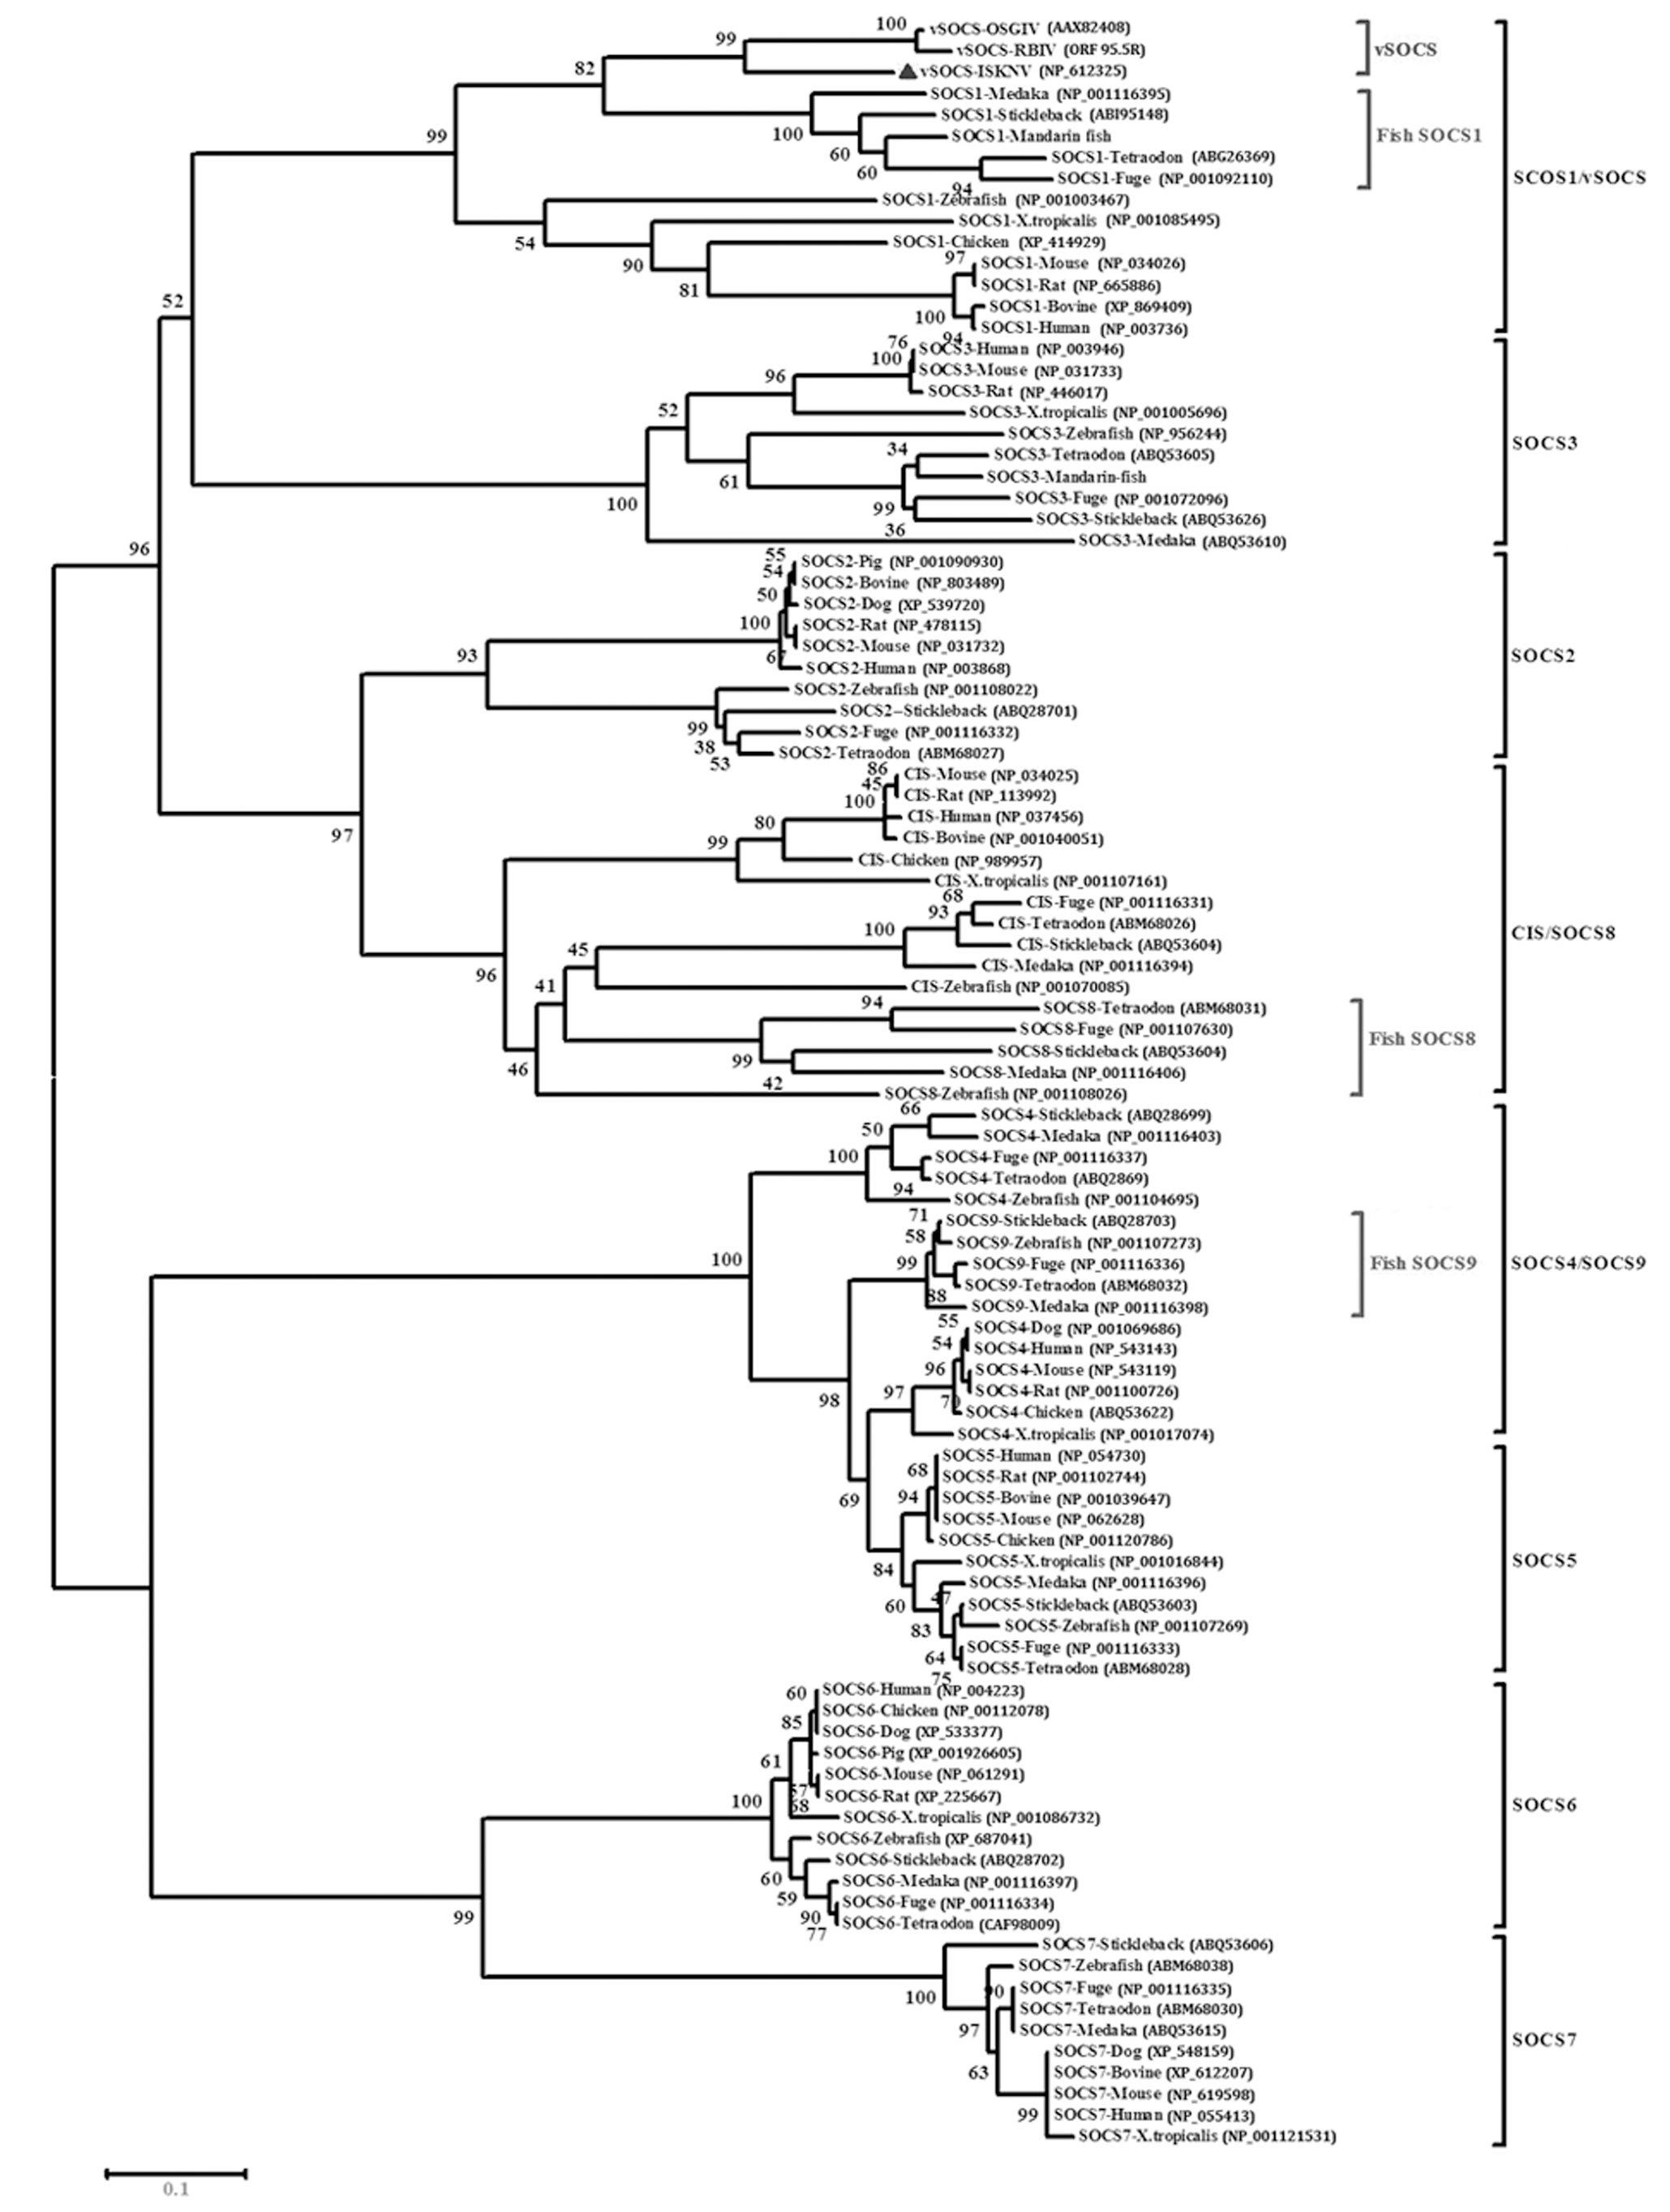 100
vSOCS-OSGIV (AAX82408)
99
vSOCS-RBIV (ORF 95.5R)
vSOCS
82
vSOCS-ISKNV (NP_612325)
SOCS1-Medaka (NP_001116395)
SOCS1-Stickleback (ABI95148)
100
SOCS1-Mandarin fish
Fish SOCS1
99
60
SOCS1-Tetraodon (ABG26369)
60
SOCS1-Fuge (NP_001092110)
SCOS1/vSOCS
94
SOCS1-Zebrafish (NP_001003467)
SOCS1-X.tropicalis (NP_001085495)
54
SOCS1-Chicken (XP_414929)
90
97
SOCS1-Mouse (NP_034026)
81
SOCS1-Rat (NP_665886)
52
SOCS1-Bovine (XP_869409)
100
SOCS1-Human (NP_003736)
94
76
SOCS3-Human (NP_003946)
100
SOCS3-Mouse (NP_031733)
96
SOCS3-Rat (NP_446017)
52
SOCS3-X.tropicalis (NP_001005696)
SOCS3-Zebrafish (NP_956244)
SOCS3
34
SOCS3-Tetraodon (ABQ53605)
61
SOCS3-Mandarin-fish
100
SOCS3-Fuge (NP_001072096)
99
SOCS3-Stickleback (ABQ53626)
36
SOCS3-Medaka (ABQ53610)
96
55
SOCS2-Pig (NP_001090930)
54
SOCS2-Bovine (NP_803489)
50
SOCS2-Dog (XP_539720)
100
SOCS2-Rat (NP_478115)
SOCS2-Mouse (NP_031732)
93
67
SOCS2-Human (NP_003868)
SOCS2
SOCS2-Zebrafish (NP_001108022)
SOCS2--Stickleback (ABQ28701)
99
SOCS2-Fuge (NP_001116332)
38
SOCS2-Tetraodon (ABM68027)
53
86
CIS-Mouse (NP_034025)
45
CIS-Rat (NP_113992)
100
CIS-Human (NP_037456)
97
80
CIS-Bovine (NP_001040051)
99
CIS-Chicken (NP_989957)
CIS-X.tropicalis (NP_001107161)
68
CIS-Fuge (NP_001116331)
93
CIS-Tetraodon (ABM68026)
100
CIS-Stickleback (ABQ53604)
CIS/SOCS8
45
CIS-Medaka (NP_001116394)
96
41
CIS-Zebrafish (NP_001070085)
94
SOCS8-Tetraodon (ABM68031)
SOCS8-Fuge (NP_001107630)
Fish SOCS8
99
SOCS8-Stickleback (ABQ53604)
46
SOCS8-Medaka (NP_001116406)
42
SOCS8-Zebrafish (NP_001108026)
66
SOCS4-Stickleback (ABQ28699)
50
SOCS4-Medaka (NP_001116403)
100
SOCS4-Fuge (NP_001116337)
SOCS4-Tetraodon (ABQ2869)
94
SOCS4-Zebrafish (NP_001104695)
71
SOCS9-Stickleback (ABQ28703)
58
SOCS9-Zebrafish (NP_001107273)
100
99
SOCS9-Fuge (NP_001116336)
Fish SOCS9
SOCS4/SOCS9
SOCS9-Tetraodon (ABM68032)
88
SOCS9-Medaka (NP_001116398)
55
SOCS4-Dog (NP_001069686)
54
SOCS4-Human (NP_543143)
96
SOCS4-Mouse (NP_543119)
97
SOCS4-Rat (NP_001100726)
98
SOCS4-Chicken (ABQ53622)
SOCS4-X.tropicalis (NP_001017074)
SOCS5-Human (NP_054730)
68
SOCS5-Rat (NP_001102744)
69
94
SOCS5-Bovine (NP_001039647)
SOCS5-Mouse (NP_062628)
SOCS5-Chicken (NP_001120786)
84
SOCS5-X.tropicalis (NP_001016844)
SOCS5
SOCS5-Medaka (NP_001116396)
47
60
SOCS5-Stickleback (ABQ53603)
83
SOCS5-Zebrafish (NP_001107269)
SOCS5-Fuge (NP_001116333)
64
SOCS5-Tetraodon (ABM68028)
75
60
SOCS6-Human (NP_004223)
SOCS6-Chicken (NP_00112078)
85
SOCS6-Dog (XP_533377)
61
SOCS6-Pig (XP_001926605)
SOCS6-Mouse (NP_061291)
57
100
SOCS6-Rat (XP_225667)
68
SOCS6
SOCS6-X.tropicalis (NP_001086732)
SOCS6-Zebrafish (XP_687041)
SOCS6-Stickleback (ABQ28702)
60
SOCS6-Medaka (NP_001116397)
59
SOCS6-Fuge (NP_001116334)
99
90
SOCS6-Tetraodon (CAF98009)
77
SOCS7-Stickleback (ABQ53606)
SOCS7-Zebrafish (ABM68038)
90
SOCS7-Fuge (NP_001116335)
100
SOCS7-Tetraodon (ABM68030)
97
SOCS7-Medaka (ABQ53615)
SOCS7
SOCS7-Dog (XP_548159)
63
SOCS7-Bovine (XP_612207)
SOCS7-Mouse (NP_619598)
99
SOCS7-Human (NP_055413)
SOCS7-X.tropicalis (NP_001121531)
0.1